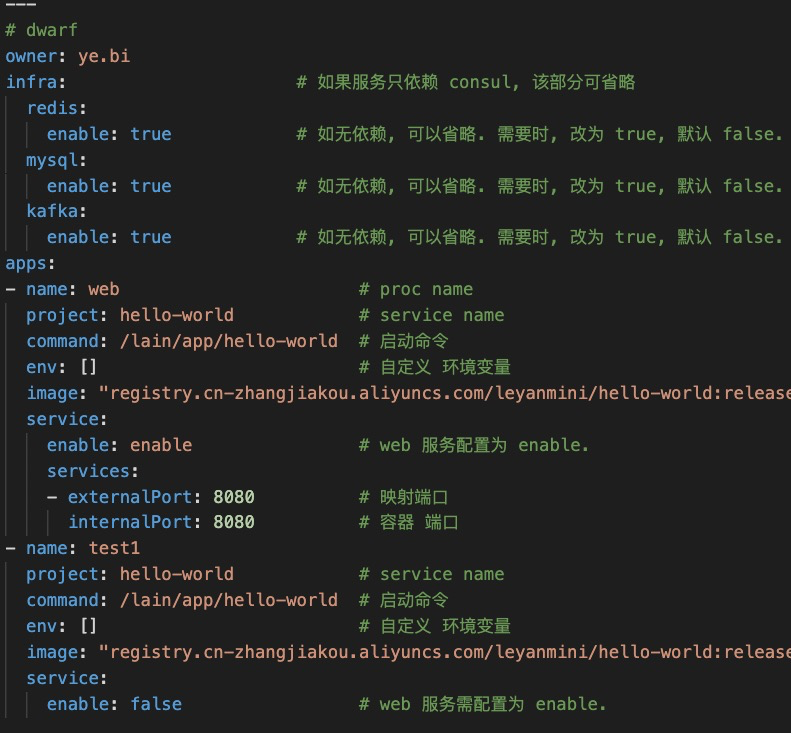 ---
# dwarf
owner: ye.bi
infra:                      # 如果服务只依赖 consul, 该部分可省略
  redis:
    enable: true            # 如无依赖, 可以省略. 需要时, 改为 true, 默认 false.
  mysql:
    enable: true            # 如无依赖, 可以省略. 需要时, 改为 true, 默认 false.
  kafka:
    enable: true            # 如无依赖, 可以省略. 需要时, 改为 true, 默认 false.
apps:
- name: web                       # proc name
  project: hello-world            # service name
  command: /lain/app/hello-world  # 启动命令
  env: []                         # 自定义 环境变量
  image: "registry.cn-zhangjiakou.aliyuncs.com/leyanmini/hello-world:release
  service:
    enable: enable                # web 服务配置为 enable.
    services:
    - externalPort: 8080          # 映射端口
      internalPort: 8080          # 容器 端口
- name: test1
  project: hello-world            # service name
  command: /lain/app/hello-world  # 启动命令
  env: []                         # 自定义 环境变量
  image: "registry.cn-zhangjiakou.aliyuncs.com/leyanmini/hello-world:release
  service:
    enable: false                 # web 服务需配置为 enable.